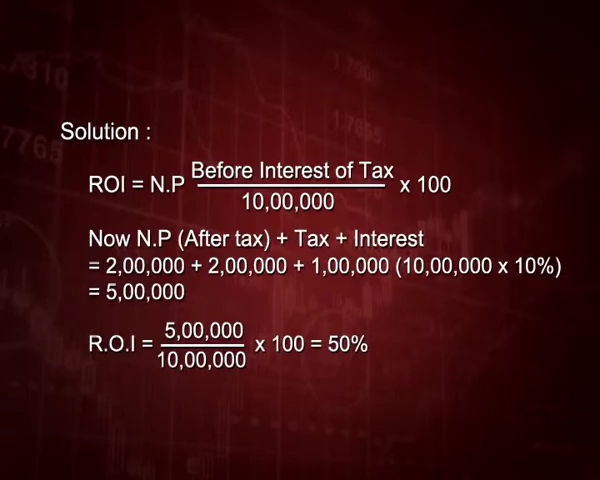 Solution :
ROI = N.P Before Interest of Tax / 10,00,000 x 100
Now N.P (After tax) + Tax + Interest
= 2,00,000 + 2,00,000 + 1,00,000 (10,00,000 x 10%)
= 5,00,000
R.O.I = 5,00,000 / 10,00,000 x 100 = 50%